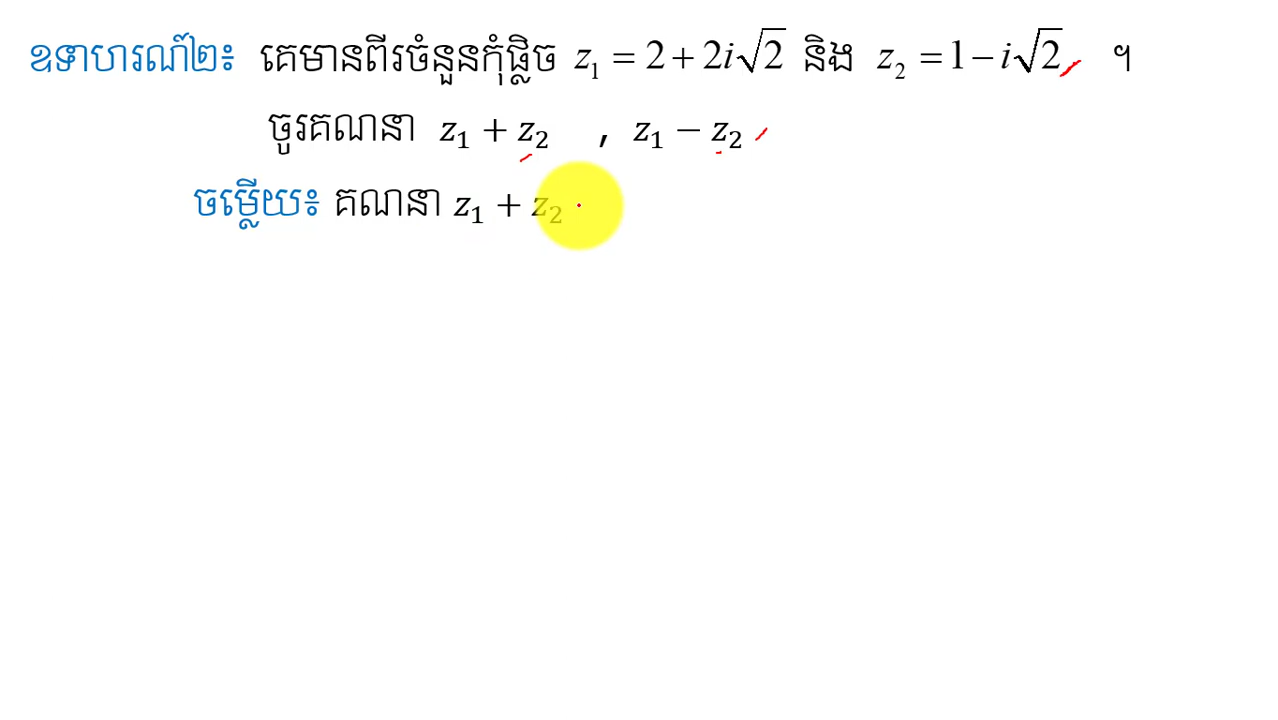 ឧទាហរណ៍២៖ គេមានពីរចំនួនកុំផ្លិច z₁ = 2 + 2i√2 និង z₂ = 1 − i√2 ។
ចូរគណនា z₁ + z₂ , z₁ − z₂
ចម្លើយ៖ គណនា z₁ + z₂